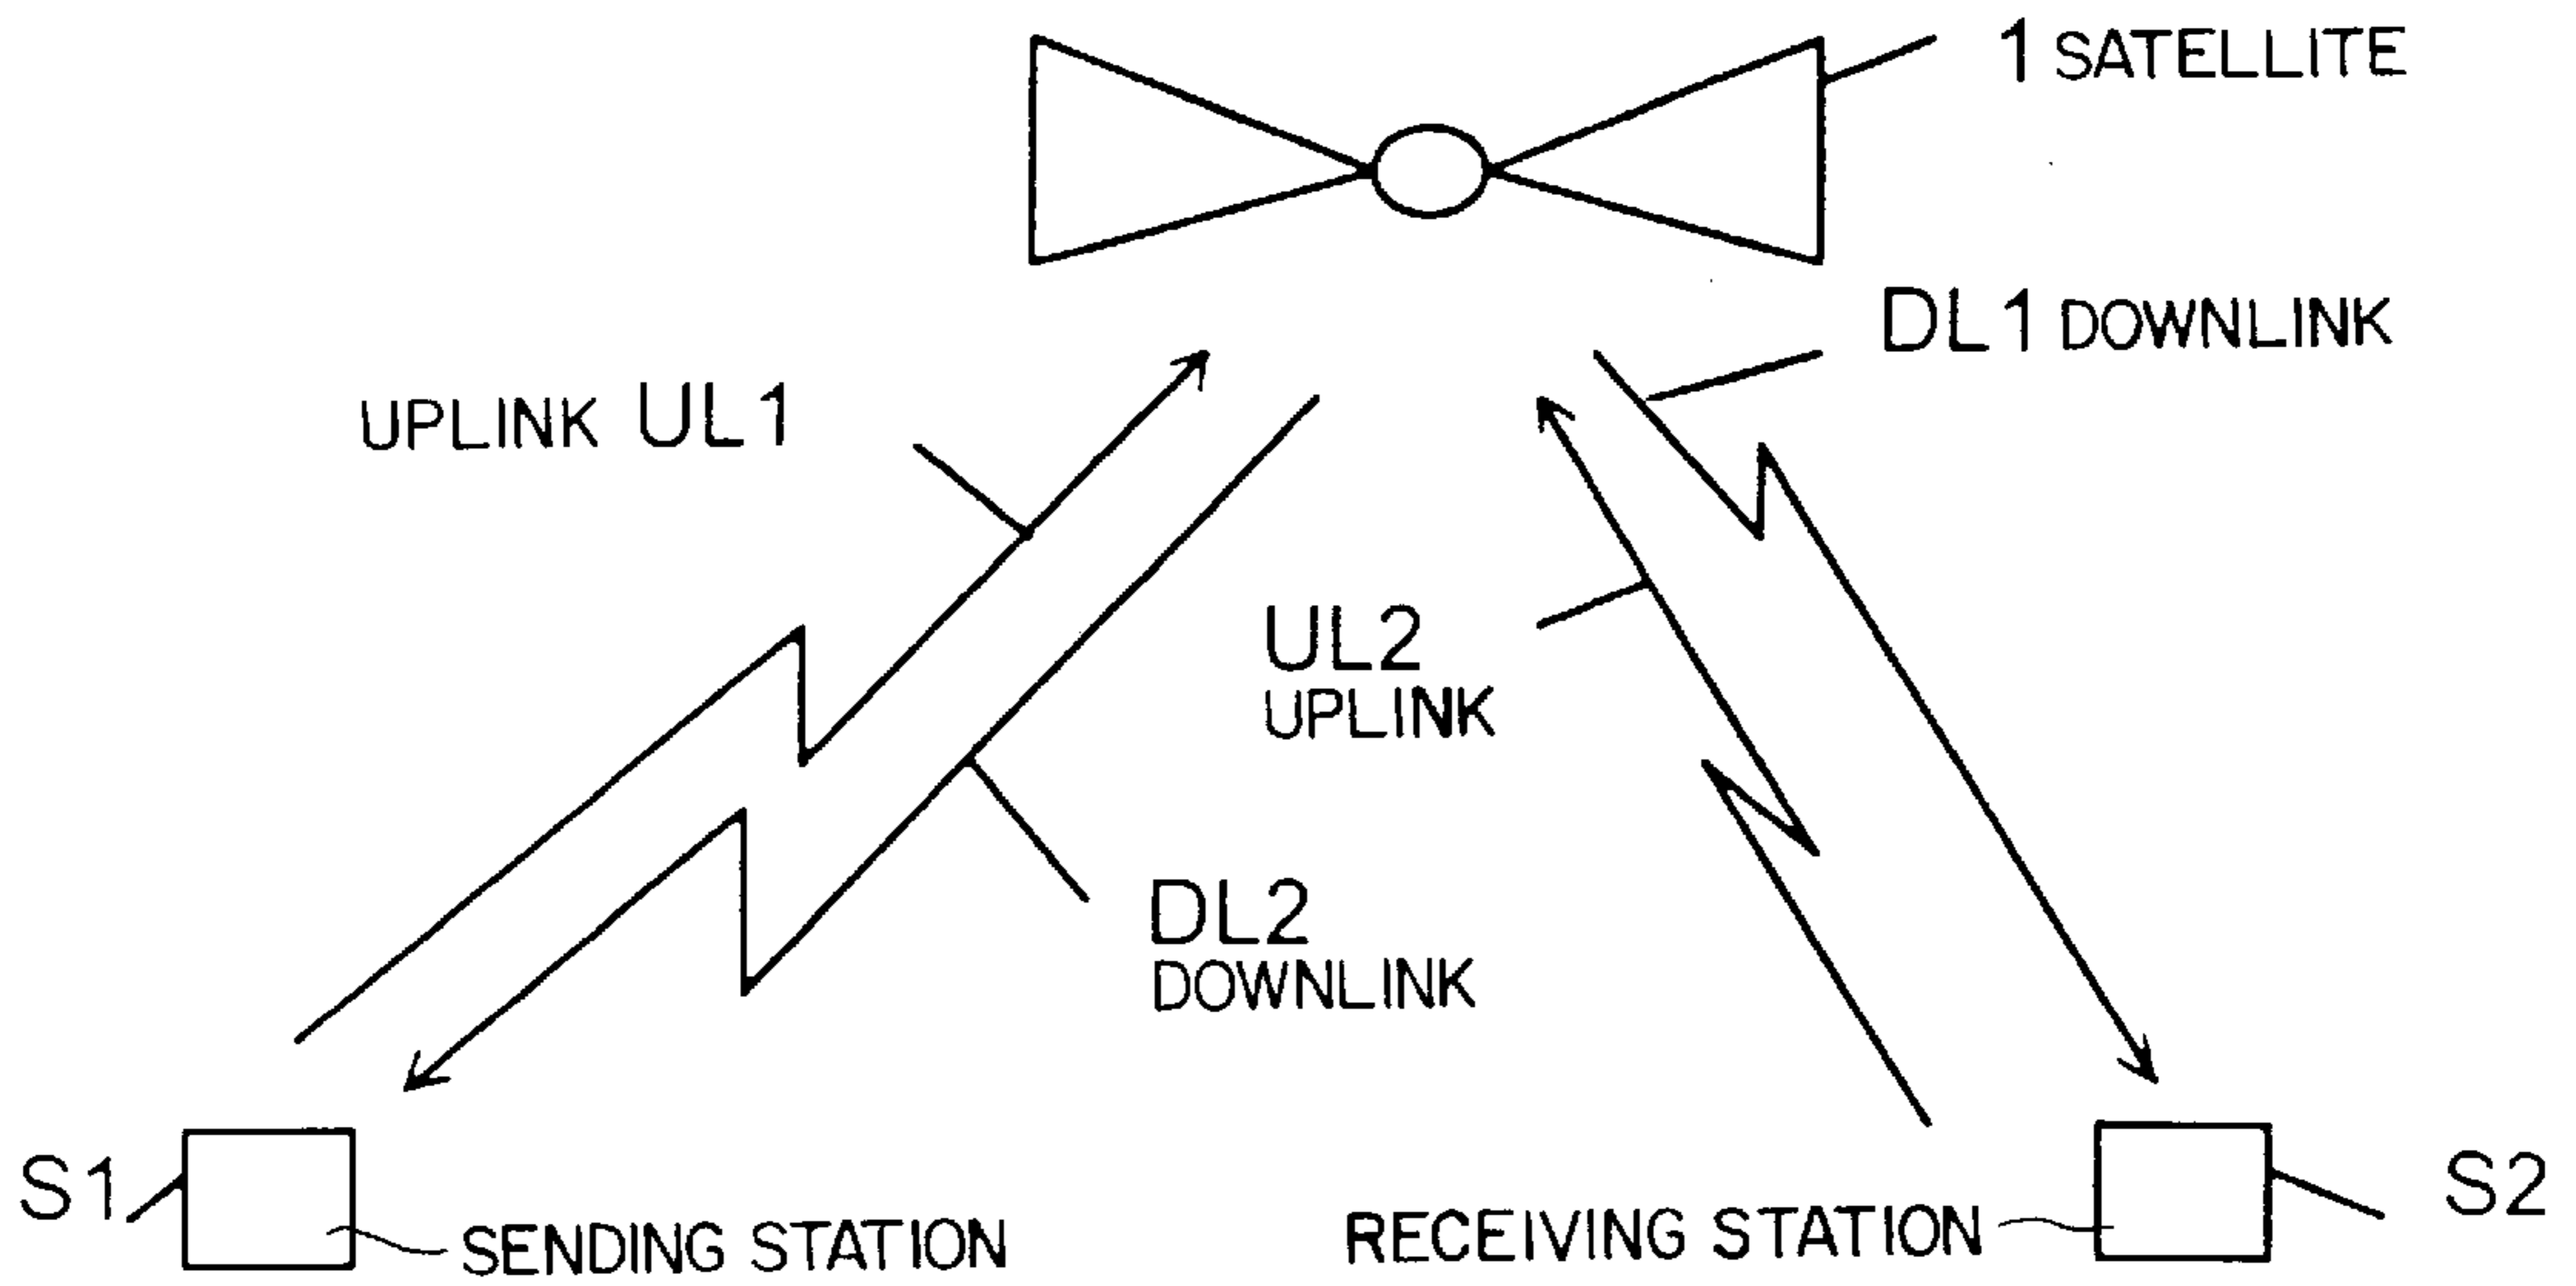 1 SATELLITE
DL1 DOWNLINK
UPLINK UL1
UL2
UPLINK
DL2
DOWNLINK
S1
SENDING STATION
RECEIVING STATION
S2